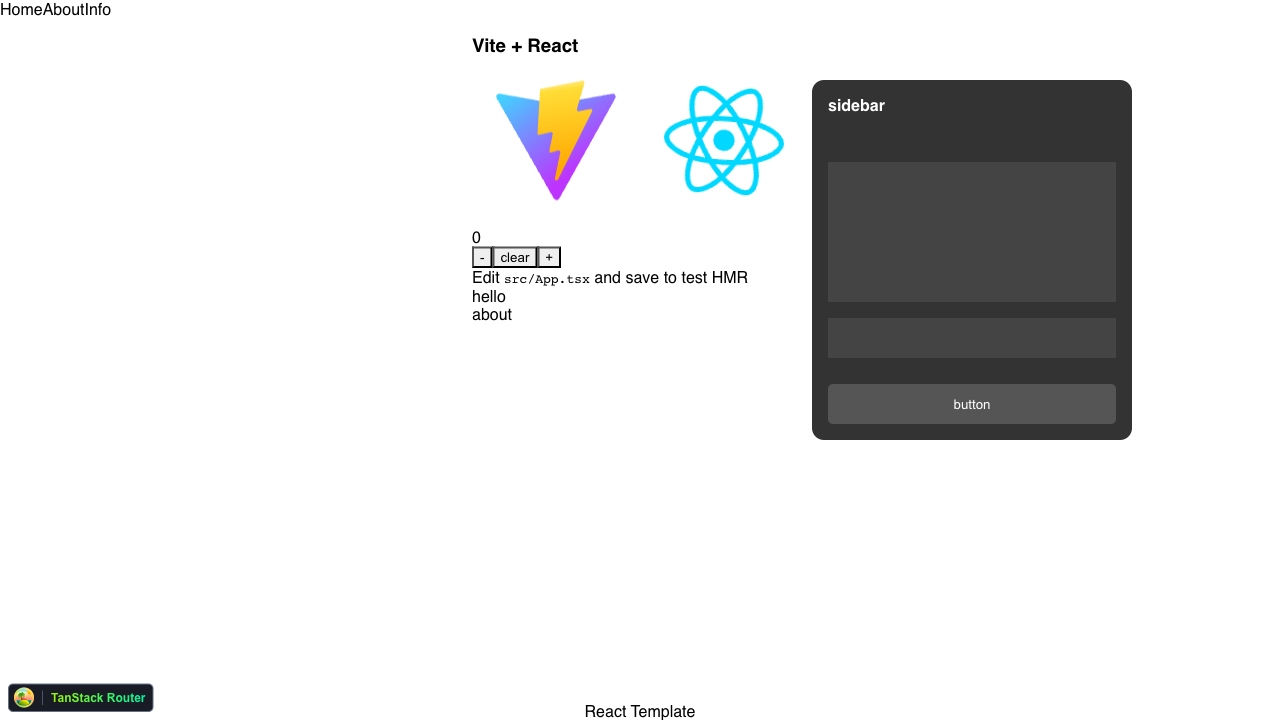 HomeAboutInfo
Vite + React
sidebar
0
- clear +
Edit src/App.tsx and save to test HMR
hello
about
button
TanStack Router
React Template